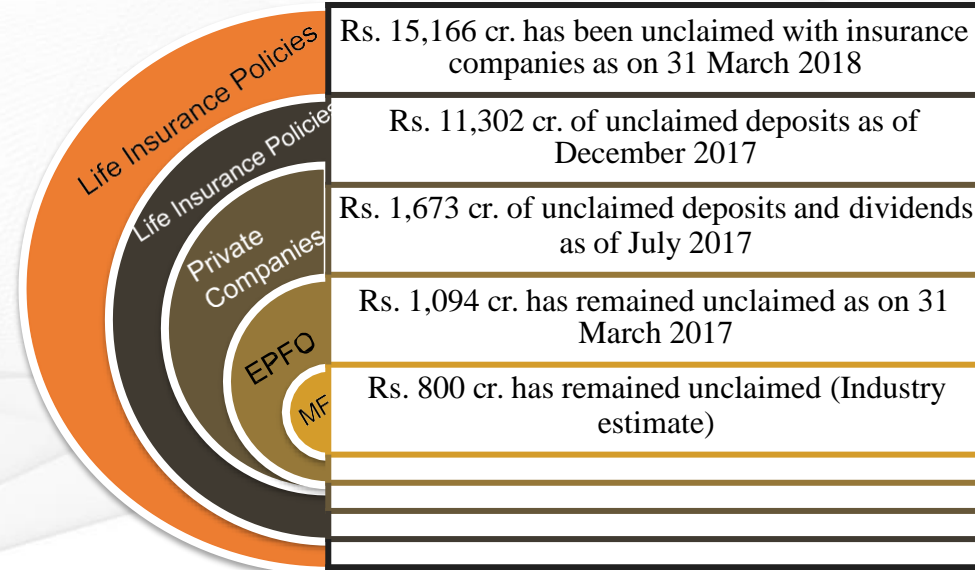 Life Insurance Policies
Rs. 15,166 cr. has been unclaimed with insurance
companies as on 31 March 2018
Life Insurance Policies
Rs. 11,302 cr. of unclaimed deposits as of
December 2017
Private
Companies
Rs. 1,673 cr. of unclaimed deposits and dividends
as of July 2017
EPFO
Rs. 1,094 cr. has remained unclaimed as on 31
March 2017
MF
Rs. 800 cr. has remained unclaimed (Industry
estimate)